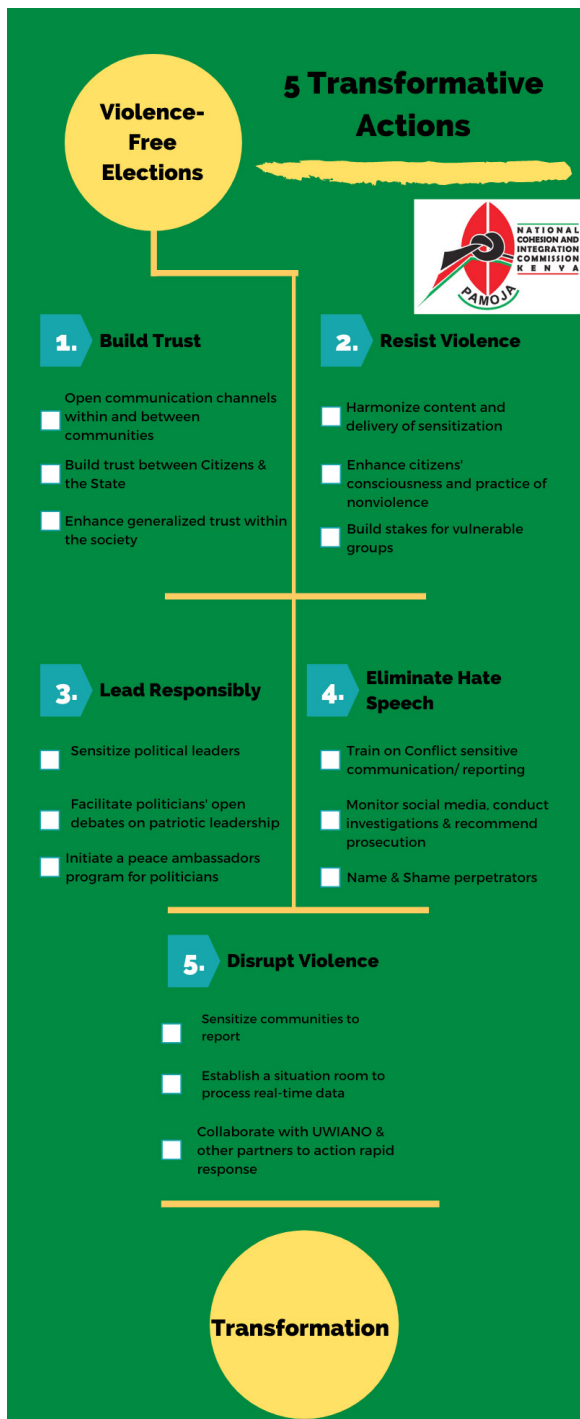 Violence-
Free
Elections
5 Transformative
Actions
NATIONAL
COHESION AND
INTEGRATION
COMMISSION
KENYA
PAMOJA
1.
Build Trust
Open communication channels
within and between
communities
Build trust between Citizens &
the State
Enhance generalized trust within
the society
2.
Resist Violence
Harmonize content and
delivery of sensitization
Enhance citizens'
consciousness and practice of
nonviolence
Build stakes for vulnerable
groups
3.
Lead Responsibly
Sensitize political leaders
Facilitate politicians' open
debates on patriotic leadership
Initiate a peace ambassadors
program for politicians
4.
Eliminate Hate
Speech
Train on Conflict sensitive
communication/ reporting
Monitor social media, conduct
investigations & recommend
prosecution
Name & Shame perpetrators
5.
Disrupt Violence
Sensitize communities to
report
Establish a situation room to
process real-time data
Collaborate with UWIANO &
other partners to action rapid
response
Transformation